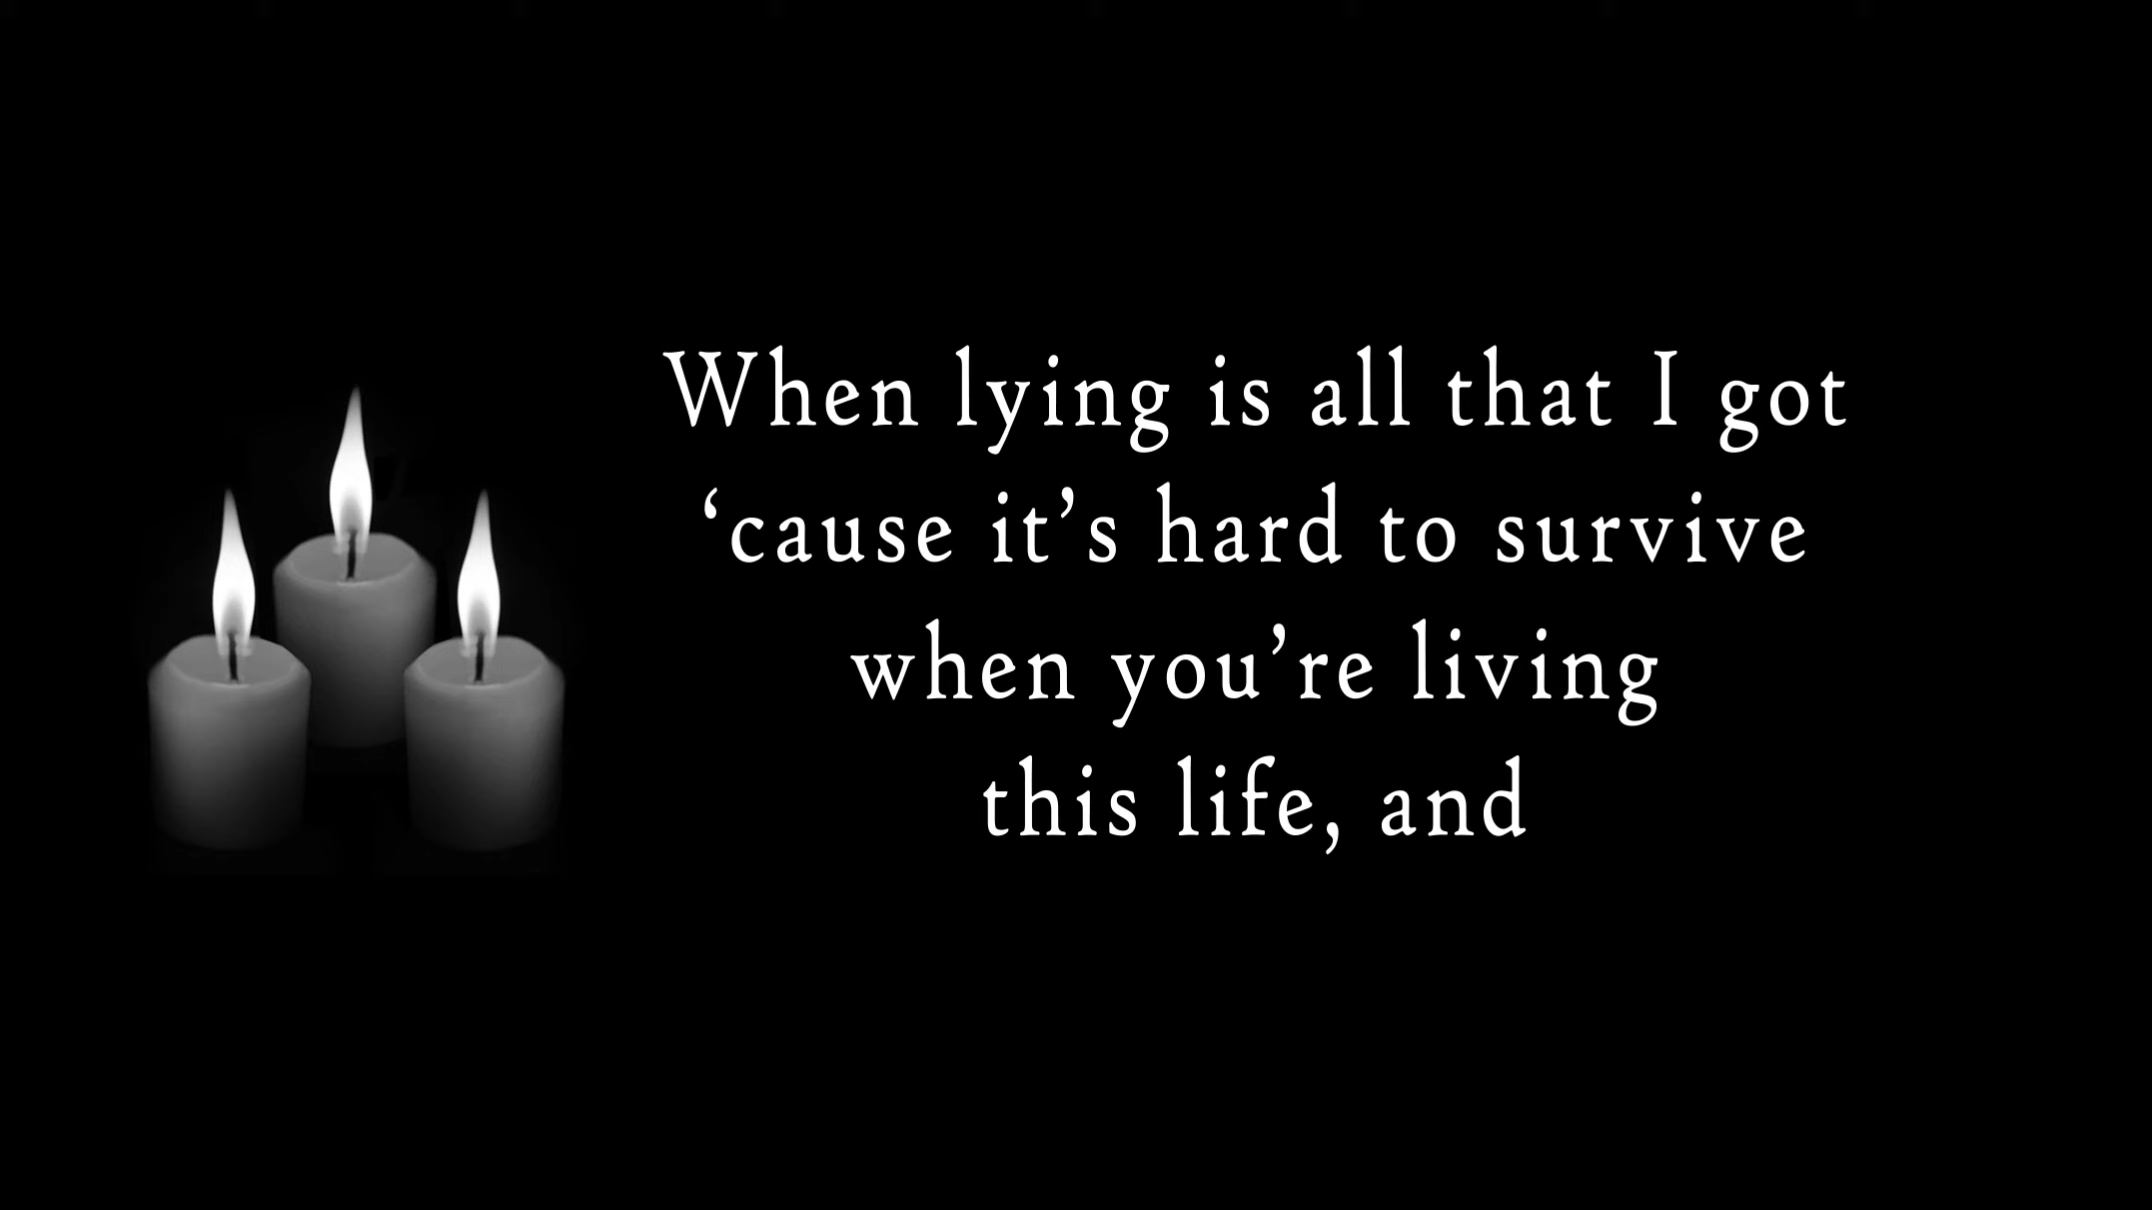 When lying is all that I got
‘cause it’s hard to survive
when you’re living
this life, and